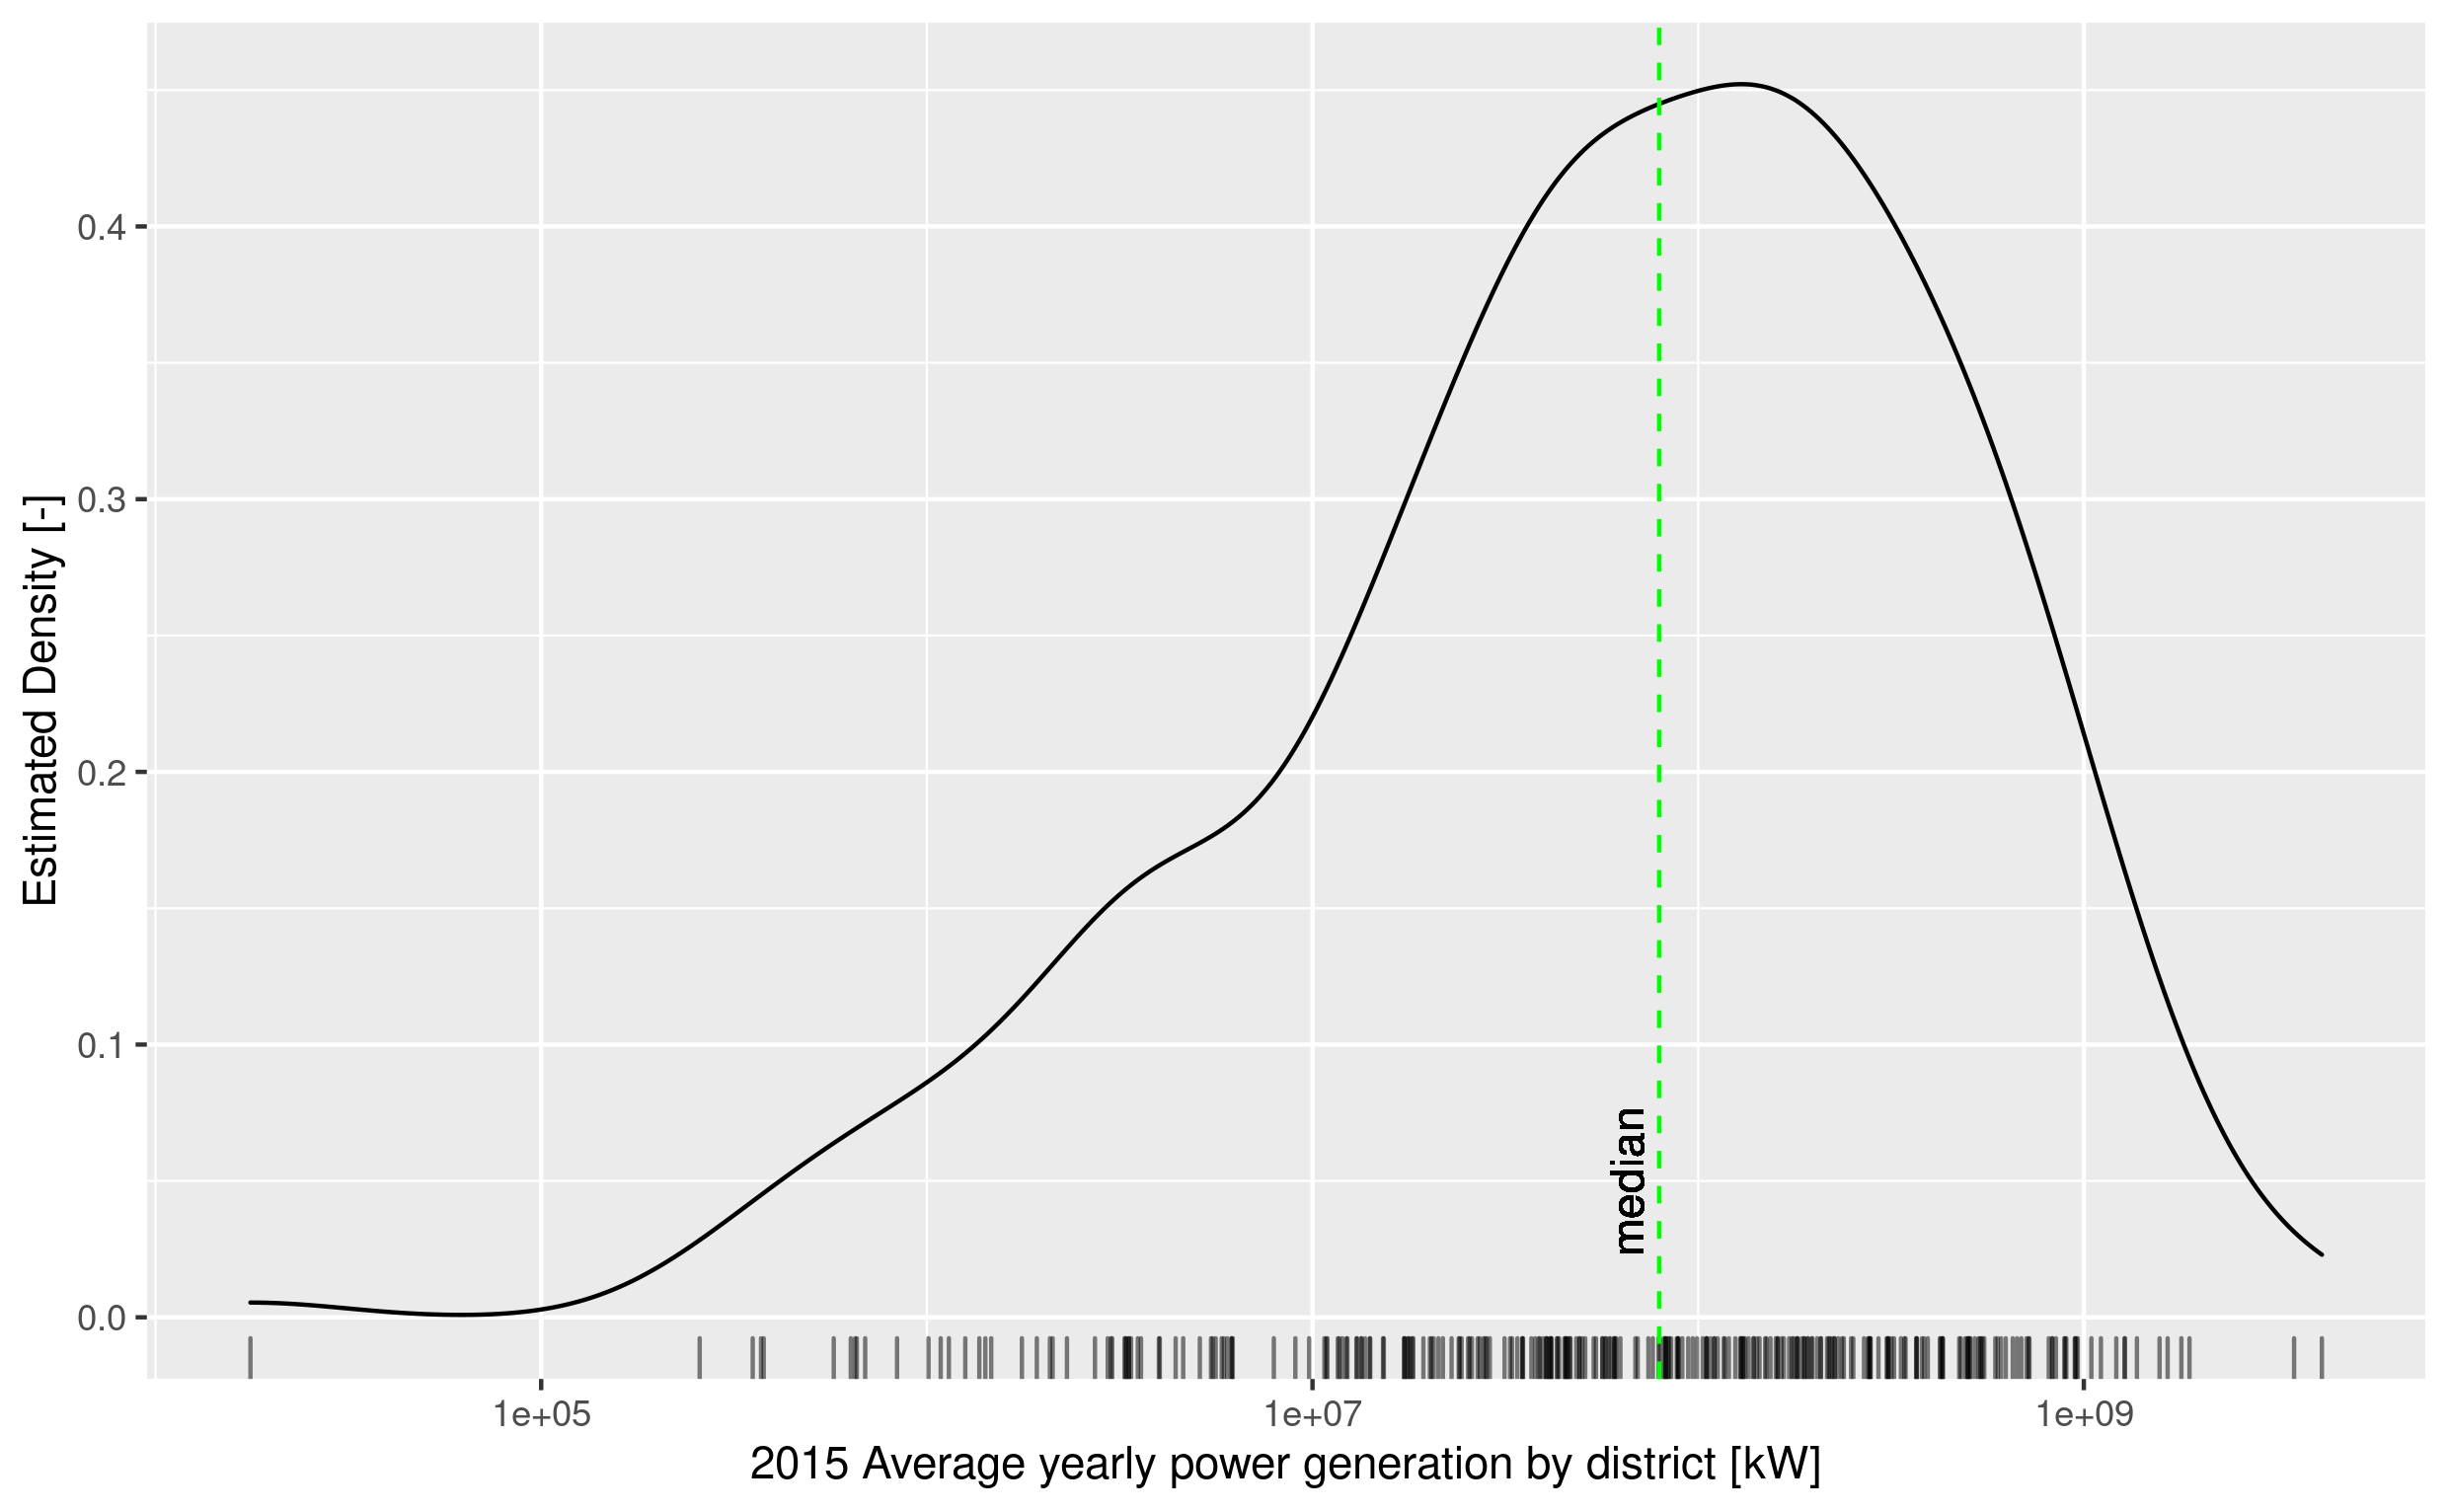 Estimated Density [-]
0.4
0.3
0.2
0.1
0.0
median
1e+05
1e+07
1e+09
2015 Average yearly power generation by district [kW]